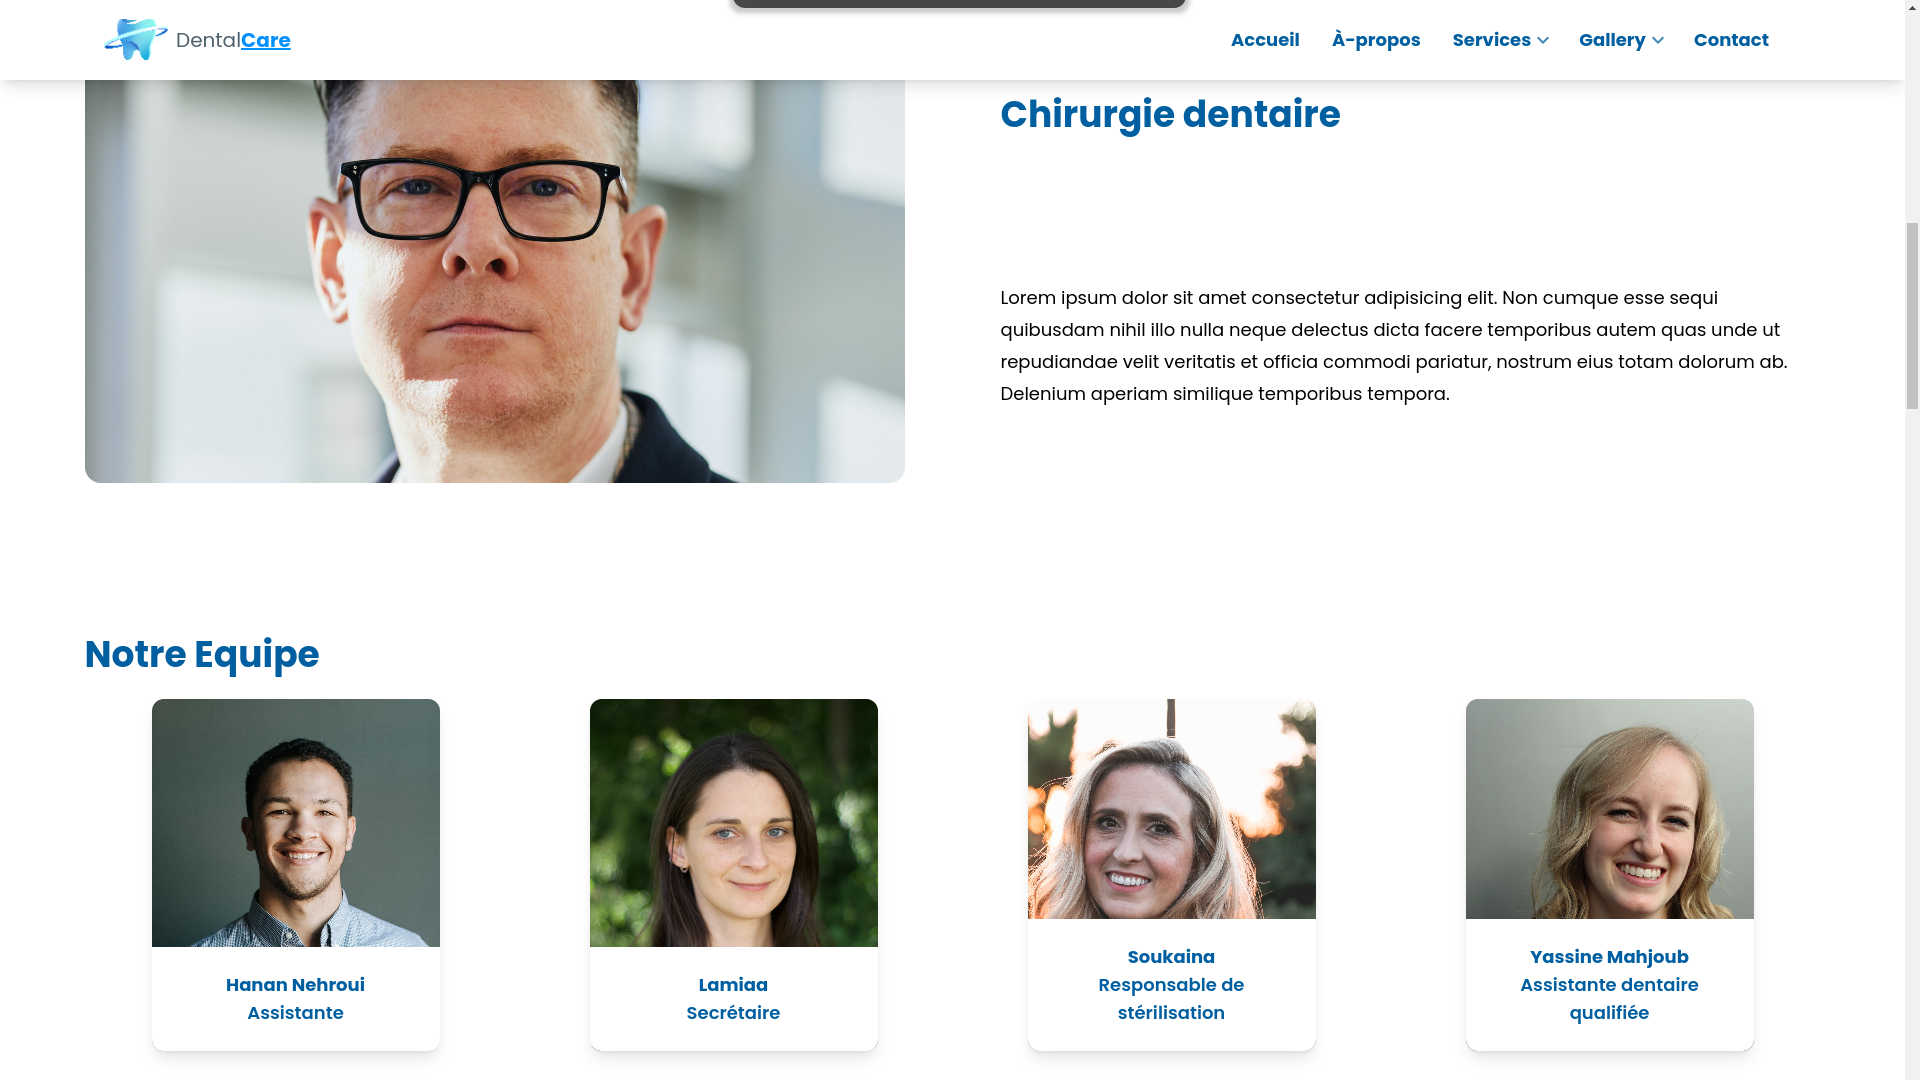 DentalCare
Accueil
À-propos
Services
Gallery
Contact
Chirurgie dentaire
Lorem ipsum dolor sit amet consectetur adipisicing elit. Non cumque esse sequi
quibusdam nihil illo nulla neque delectus dicta facere temporibus autem quas unde ut
repudiandae velit veritatis et officia commodi pariatur, nostrum eius totam dolorum ab.
Delenium aperiam similique temporibus tempora.
Notre Equipe
Hanan Nehroui
Assistante
Lamiaa
Secrétaire
Soukaina
Responsable de
stérilisation
Yassine Mahjoub
Assistante dentaire
qualifiée